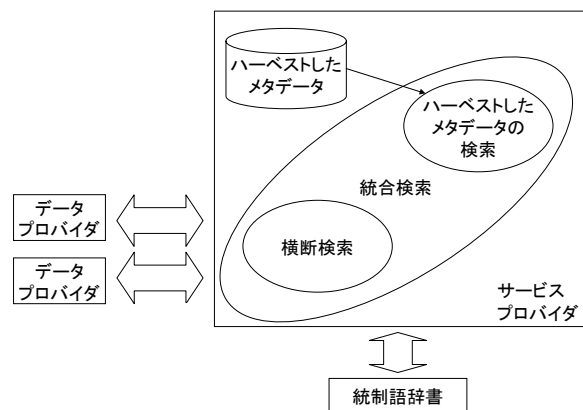 ハーベストした
メタデータ
ハーベストした
メタデータの
検索
統合検索
データ
プロバイダ
横断検索
データ
プロバイダ
サービス
プロバイダ
統制語辞書